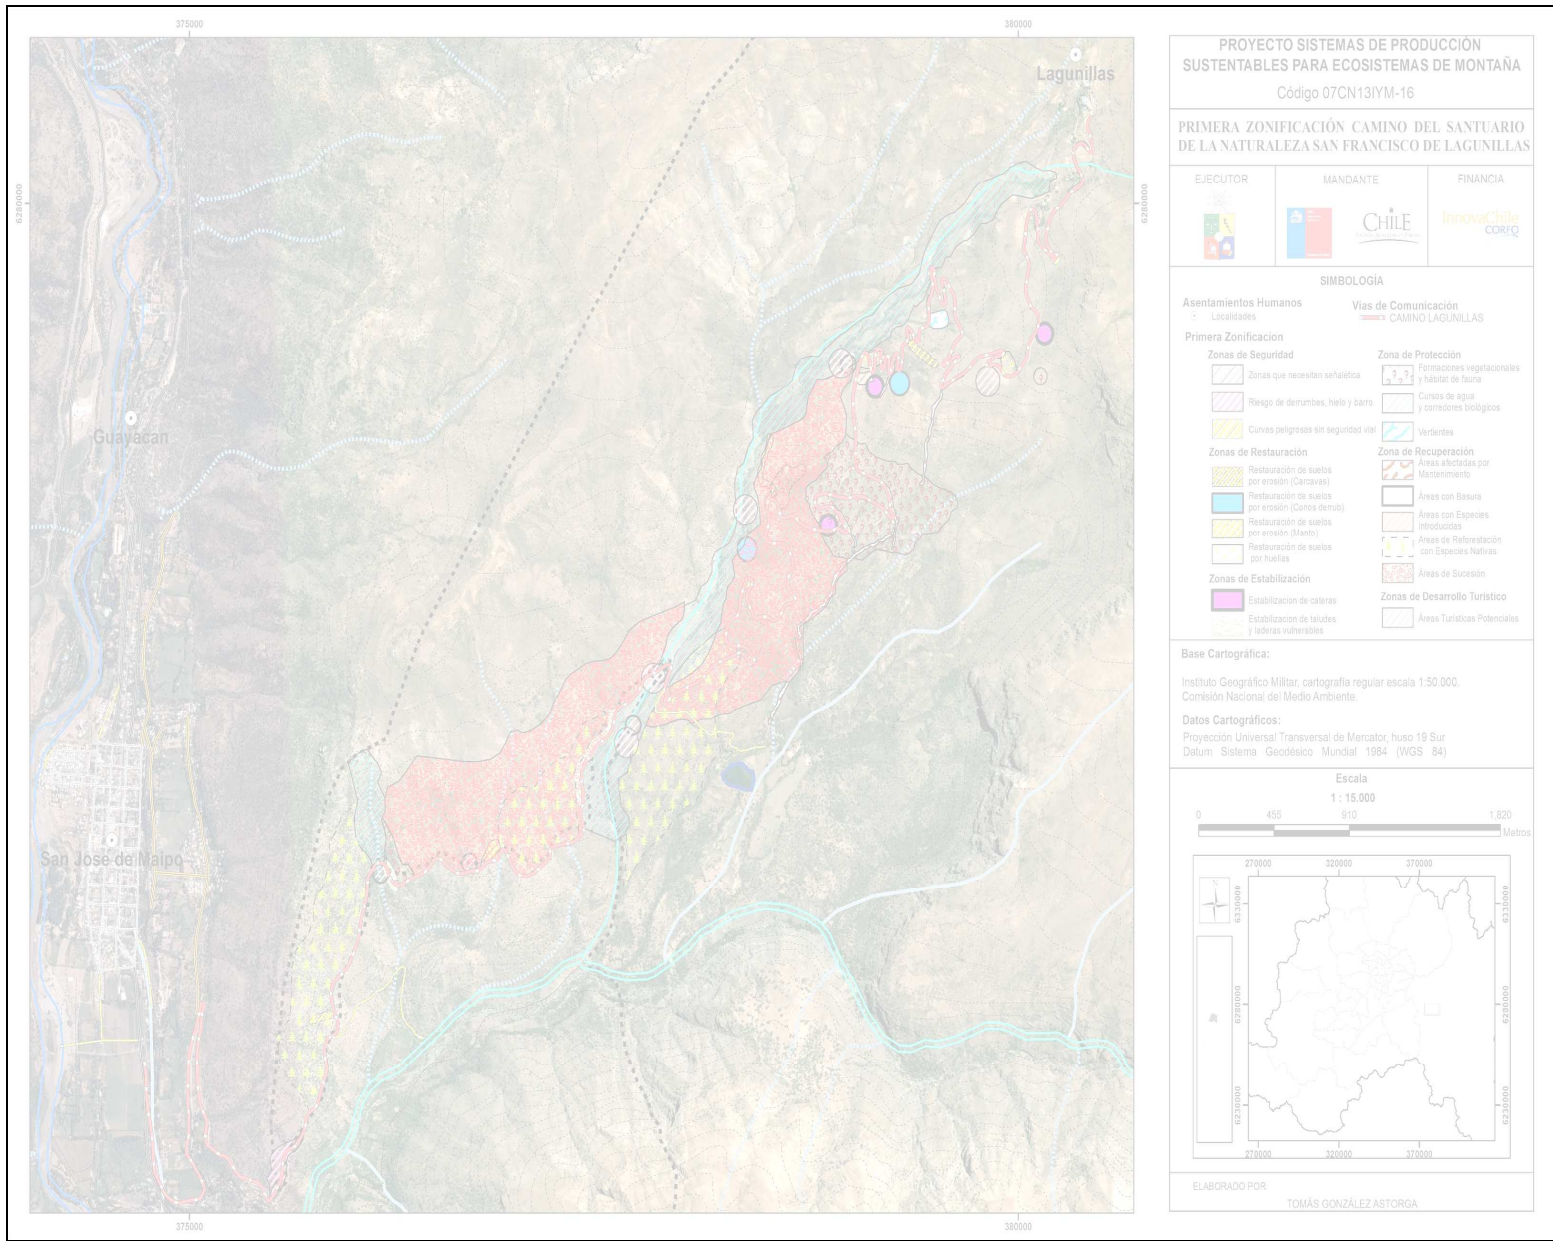 375000
380000
6280000
6280000
Lagunillas
Guayacan
San Jose de Maipo
375000
380000
PROYECTO SISTEMAS DE PRODUCCIÓN
SUSTENTABLES PARA ECOSISTEMAS DE MONTAÑA
Código 07CN13IYM-16
PRIMERA ZONIFICACIÓN CAMINO DEL SANTUARIO
DE LA NATURALEZA SAN FRANCISCO DE LAGUNILLAS
EJECUTOR
MANDANTE
FINANCIA
CHILE
InnovaChile
CORFO
SIMBOLOGÍA
Asentamientos Humanos
Localidades
Vías de Comunicación
CAMINO LAGUNILLAS
Primera Zonificacion
Zonas de Seguridad
Zonas que necesitan señalética
Riesgo de derrumbes, hielo y barro
Curvas peligrosas sin seguridad vial
Zonas de Restauración
Restauración de suelos
por erosión (Carcavas)
Restauración de suelos
por erosión (Conos derrub)
Restauración de suelos
por erosión (Manto)
Restauración de suelos
por huellas
Zonas de Estabilización
Estabilizacion de cateras
Estabilizacion de taludes
y laderas vulnerables
Zona de Protección
Formaciones vegetacionales
y hábitat de fauna
Cursos de agua
y corredores biológicos
Vertientes
Zona de Recuperación
Áreas afectadas por
Mantenimiento
Áreas con Basura
Áreas con Especies
introducidas
Áreas de Reforestación
con Especies Nativas
Áreas de Sucesión
Zonas de Desarrollo Turístico
Áreas Turísticas Potenciales
Base Cartográfica:
Instituto Geográfico Militar, cartografía regular escala 1:50.000.
Comisión Nacional del Medio Ambiente.
Datos Cartográficos:
Proyección Universal Transversal de Mercator, huso 19 Sur
Datum Sistema Geodésico Mundial 1984 (WGS 84)
Escala
1 : 15.000
0 455 910 1,820
Metros
270000 320000 370000
N
6330000
6330000
6280000
6280000
6230000
6230000
270000 320000 370000
ELABORADO POR:
TOMÁS GONZÁLEZ ASTORGA